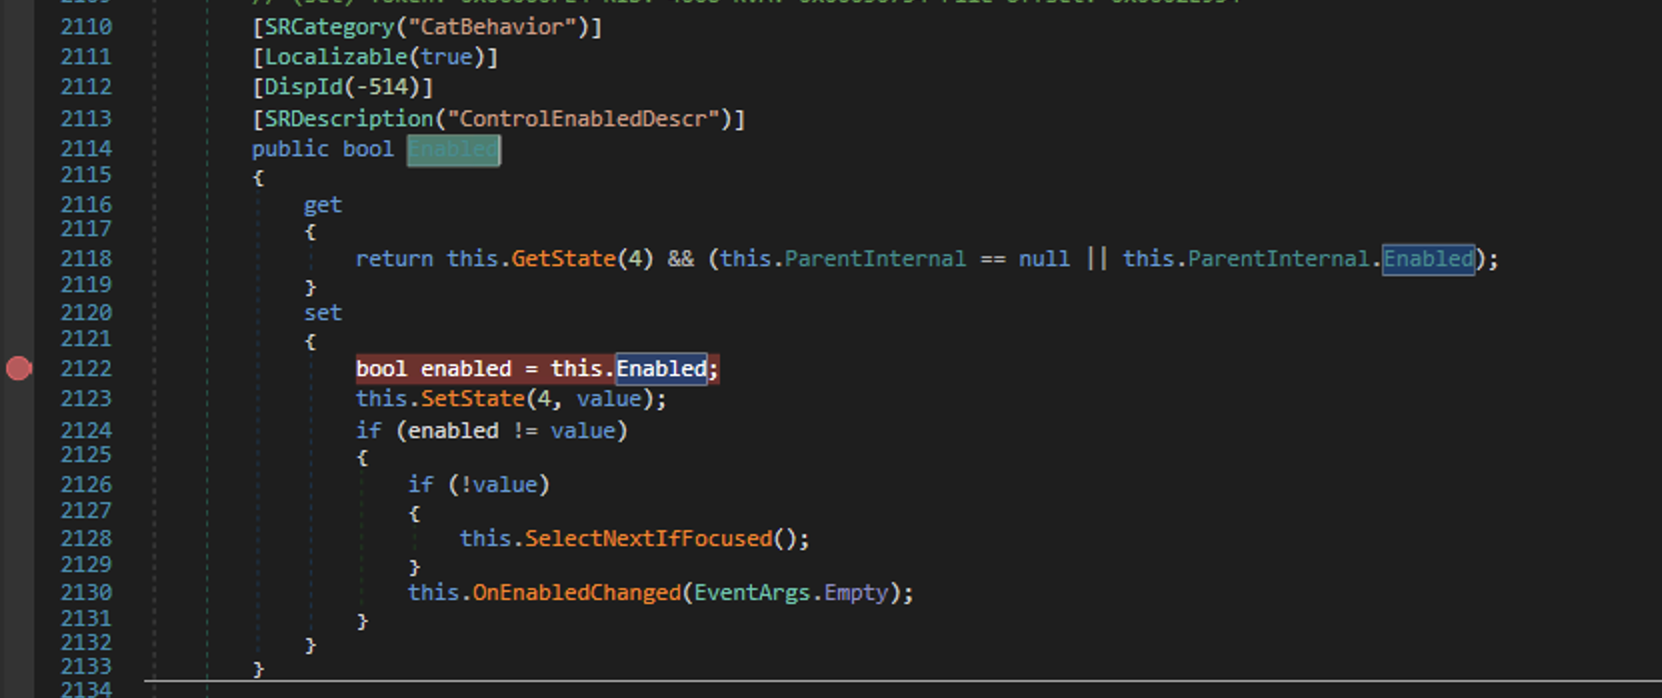 2110 [SRCategory("CatBehavior")]
2111 [Localizable(true)]
2112 [DispId(-514)]
2113 [SRDescription("ControlEnabledDescr")]
2114 public bool Enabled
2115 {
2116 get
2117 {
2118 return this.GetState(4) && (this.ParentInternal == null || this.ParentInternal.Enabled);
2119 }
2120 set
2121 {
2122 bool enabled = this.Enabled;
2123 this.SetState(4, value);
2124 if (enabled != value)
2125 {
2126 if (!value)
2127 {
2128 this.SelectNextIfFocused();
2129 }
2130 this.OnEnabledChanged(EventArgs.Empty);
2131 }
2132 }
2133 }
2134